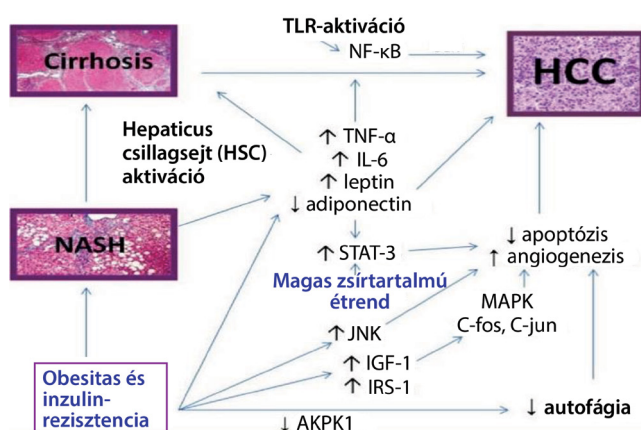 TLR-aktiváció
NF-κB
Cirrhosis
HCC
Hepaticus
csillagsejt (HSC)
aktiváció
↑ TNF-α
↑ IL-6
↑ leptin
↓ adiponectin
NASH
↑ STAT-3
↓ apoptózis
↑ angiogenezis
Magas zsírtartalmú
étrend
MAPK
C-fos, C-jun
↑ JNK
↑ IGF-1
↑ IRS-1
Obesitas és
inzulin-
rezisztencia
↓ AKPK1
↓ autofágia